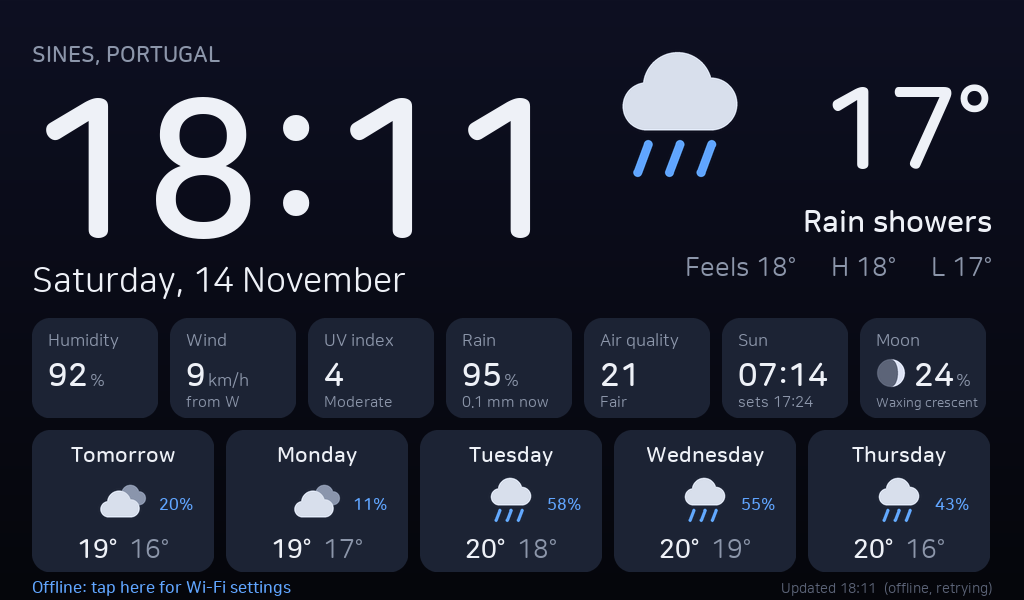 SINES, PORTUGAL
18:11
17°
Rain showers
Feels 18° H 18° L 17°
Saturday, 14 November
Humidity
92 %
Wind
9 km/h
from W
UV index
4
Moderate
Rain
95 %
0,1 mm now
Air quality
21
Fair
Sun
07:14
sets 17:24
Moon
24 %
Waxing crescent
Tomorrow
20%
19° 16°
Monday
11%
19° 17°
Tuesday
58%
20° 18°
Wednesday
55%
20° 19°
Thursday
43%
20° 16°
Offline: tap here for Wi-Fi settings
Updated 18:11 (offline, retrying)